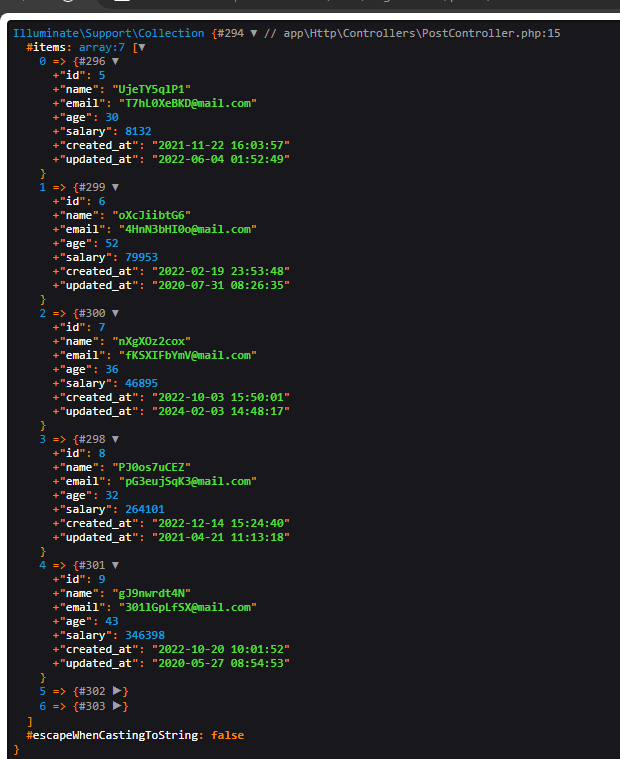 Illuminate\Support\Collection {#294 ▼ // app\Http\Controllers\PostController.php:15
#items: array:7 [▼
0 => {#296 ▼
+"id": 5
+"name": "UjeTY5qlP1"
+"email": "T7hL0XeBKD@mail.com"
+"age": 30
+"salary": 8132
+"created_at": "2021-11-22 16:03:57"
+"updated_at": "2022-06-04 01:52:49"
}
1 => {#299 ▼
+"id": 6
+"name": "oXcJiibtG6"
+"email": "4HnN3bHI0o@mail.com"
+"age": 52
+"salary": 79953
+"created_at": "2022-02-19 23:53:48"
+"updated_at": "2020-07-31 08:26:35"
}
2 => {#300 ▼
+"id": 7
+"name": "nXgXOz2cox"
+"email": "fKSXIFbYmV@mail.com"
+"age": 36
+"salary": 46895
+"created_at": "2022-10-03 15:50:01"
+"updated_at": "2024-02-03 14:48:17"
}
3 => {#298 ▼
+"id": 8
+"name": "PJ0os7uCEZ"
+"email": "pG3eujSqK3@mail.com"
+"age": 32
+"salary": 264101
+"created_at": "2022-12-14 15:24:40"
+"updated_at": "2021-04-21 11:13:18"
}
4 => {#301 ▼
+"id": 9
+"name": "gJ9nwrdt4N"
+"email": "301lGpLfSX@mail.com"
+"age": 43
+"salary": 346398
+"created_at": "2022-10-20 10:01:52"
+"updated_at": "2020-05-27 08:54:53"
}
5 => {#302 ▶}
6 => {#303 ▶}
]
#escapeWhenCastingToString: false
}